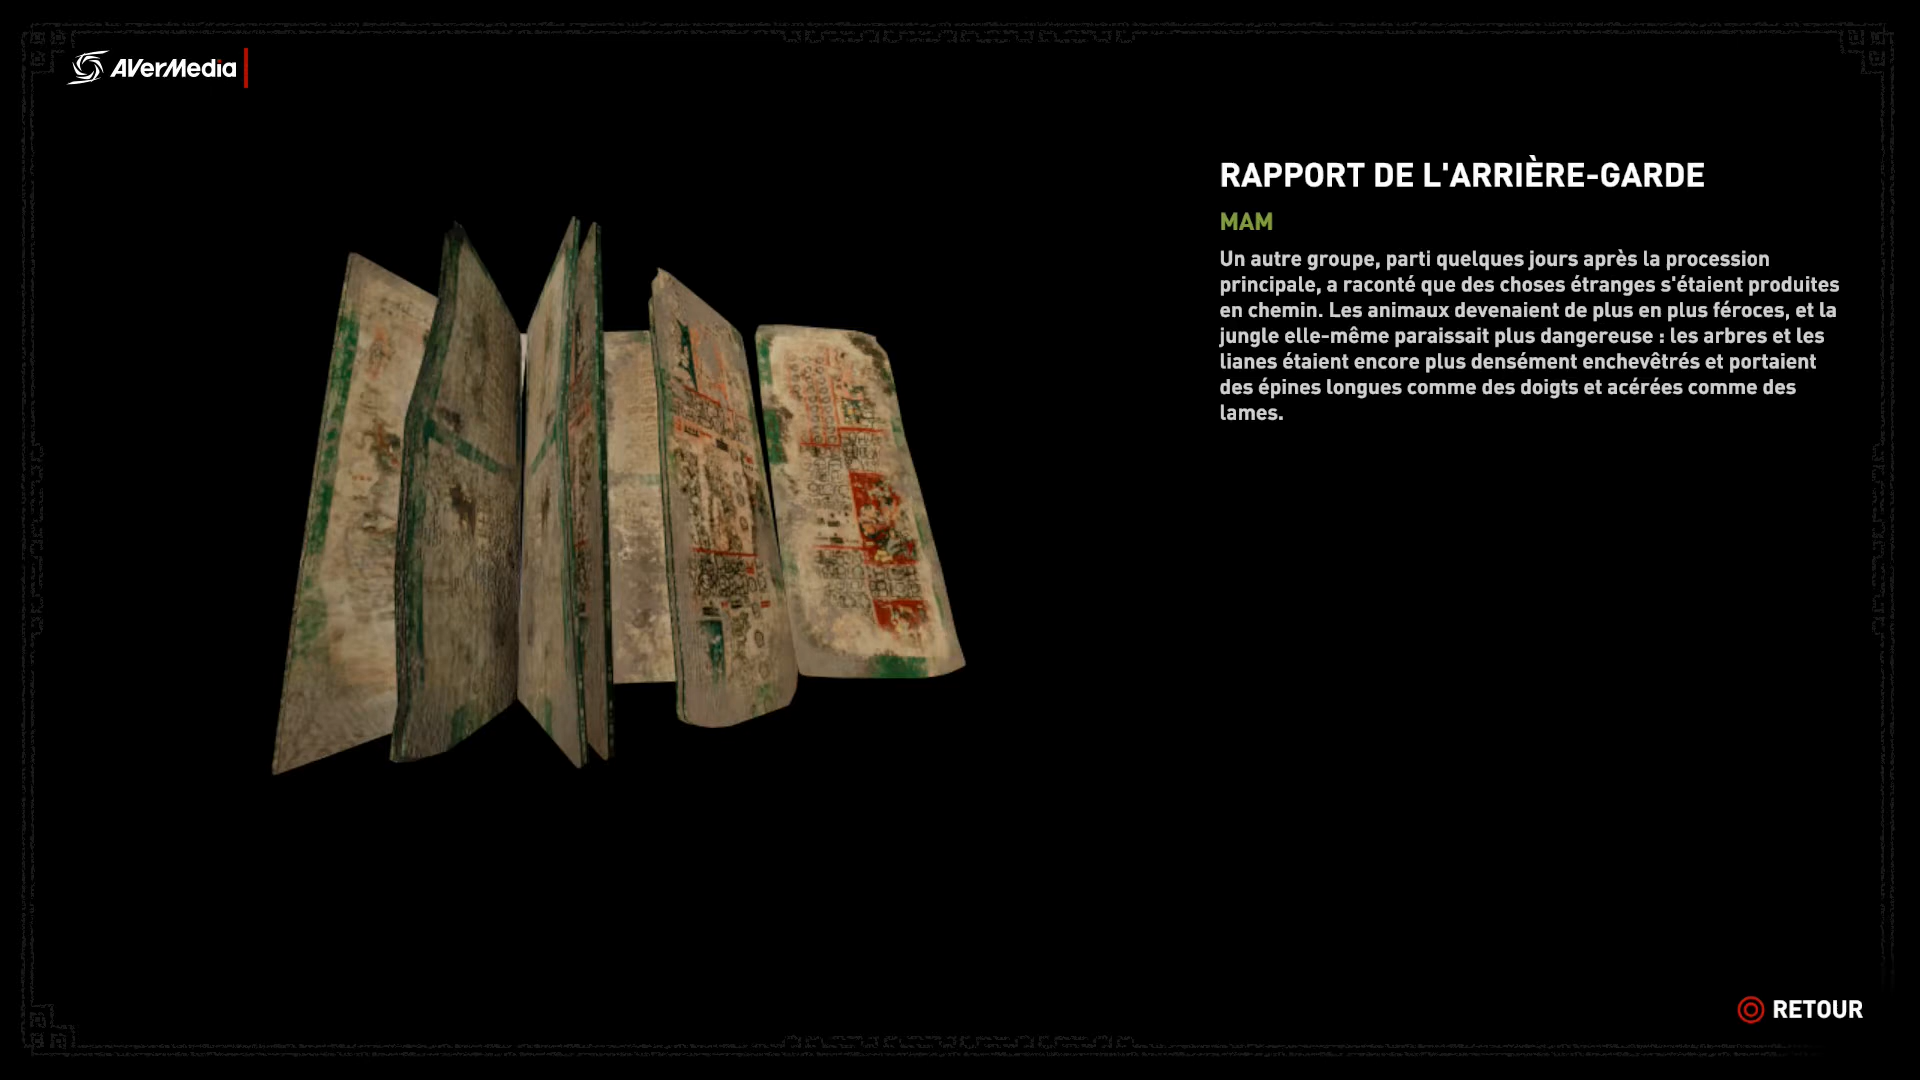 AVerMedia
RAPPORT DE L'ARRIÈRE-GARDE
MAM
Un autre groupe, parti quelques jours après la procession
principale, a raconté que des choses étranges s'étaient produites
en chemin. Les animaux devenaient de plus en plus féroces, et la
jungle elle-même paraissait plus dangereuse : les arbres et les
lianes étaient encore plus densément enchevêtrés et portaient
des épines longues comme des doigts et acérées comme des
lames.
RETOUR